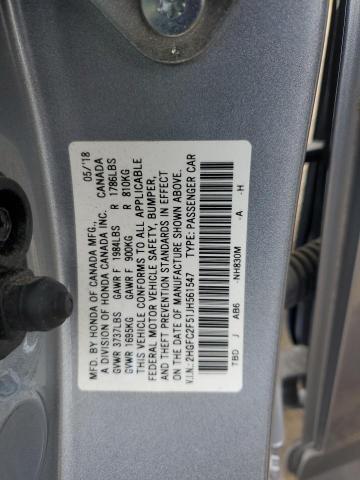 MFD. BY HONDA OF CANADA MFG., 05/'18
A DIVISION OF HONDA CANADA INC. CANADA
GVWR 3737LBS GAWR F 1984LBS R 1786LBS
GVWR 1695KG GAWR F 900KG R 810KG
THIS VEHICLE CONFORMS TO ALL APPLICABLE
FEDERAL MOTOR VEHICLE SAFETY, BUMPER,
AND THEFT PREVENTION STANDARDS IN EFFECT ON
THE DATE OF MANUFACTURE SHOWN ABOVE.
V.I.N.: 2HGFC2F51JH561547 TYPE: PASSENGER CAR
TBD J AB6 -NH830M -A -H